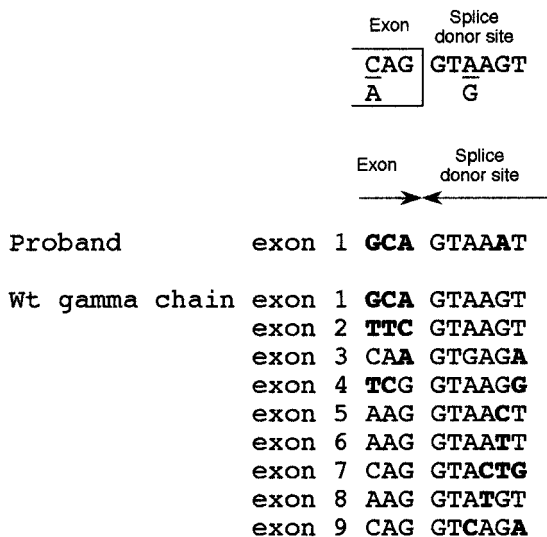 Exon Splice donor site
CAG GTAAGT
A G
Exon Splice donor site
Proband exon 1 GCA GTAAAT
Wt gamma chain exon 1 GCA GTAAGT
exon 2 TTC GTAAGT
exon 3 CAA GTGAGA
exon 4 TCG GTAAGG
exon 5 AAG GTAACT
exon 6 AAG GTAATT
exon 7 CAG GTACTG
exon 8 AAG GTATGT
exon 9 CAG GTCAGA